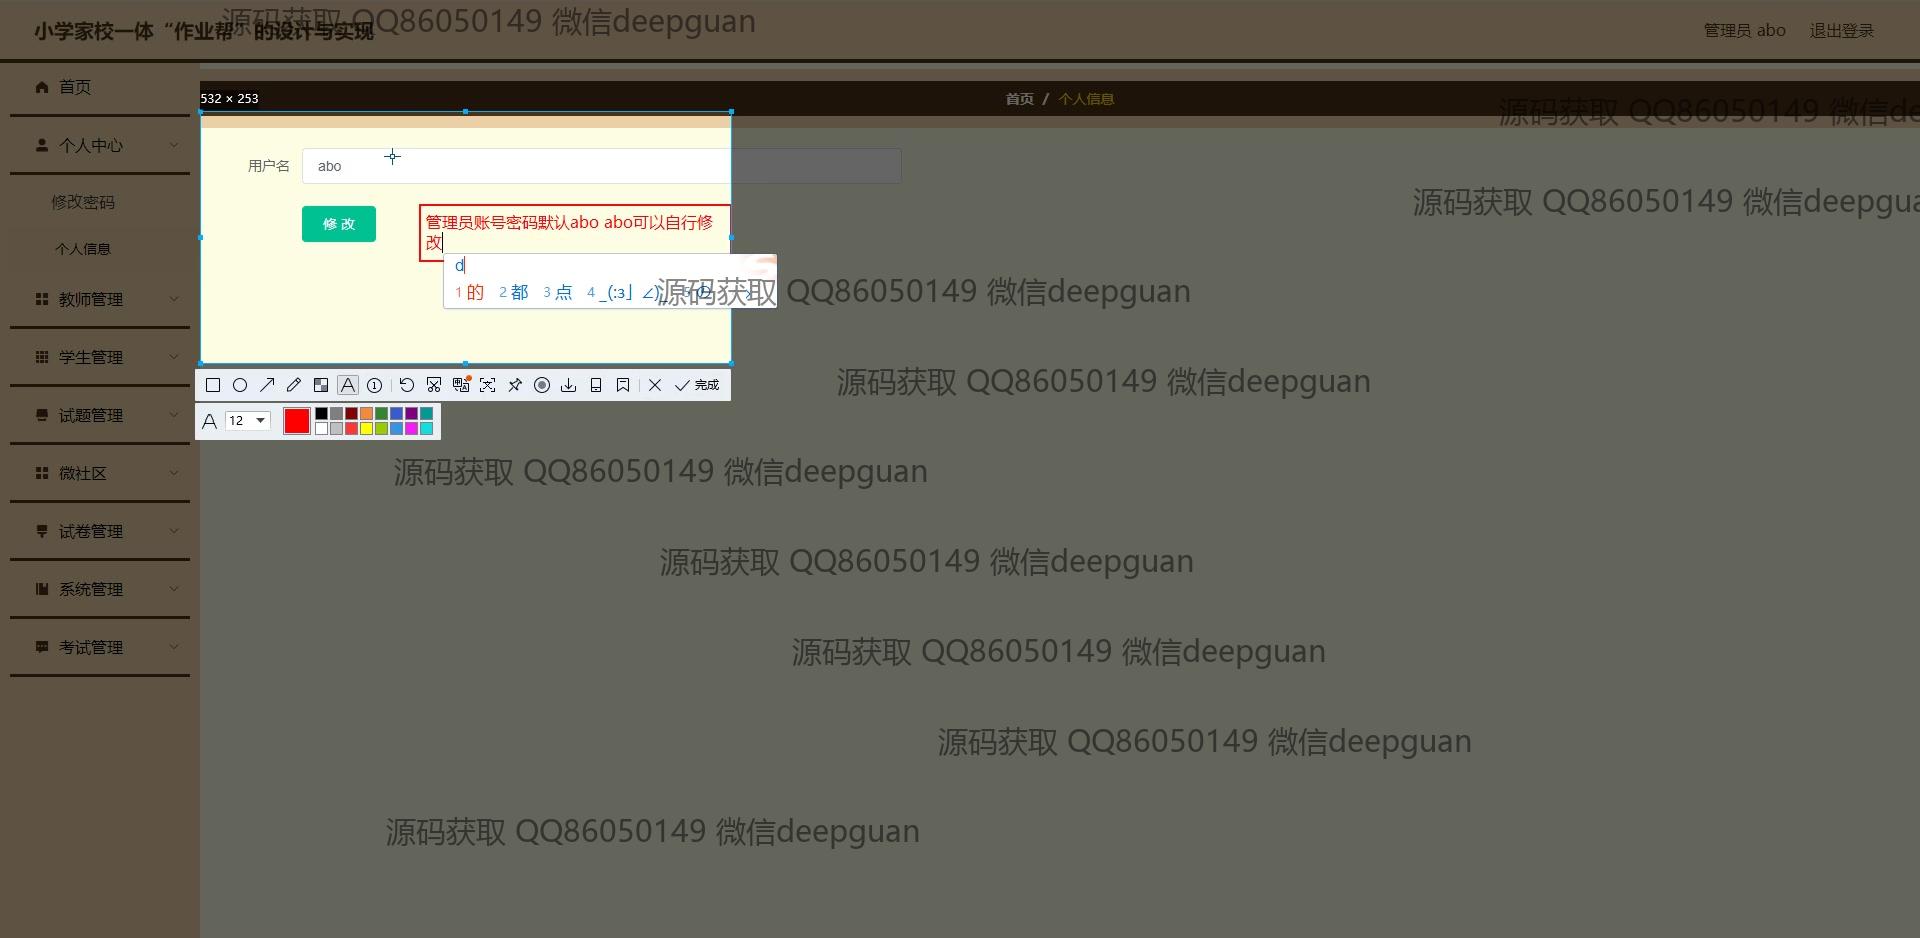 源码获取 QQ86050149 微信deepguan
小学家校一体“作业帮”的设计与实现
管理员 abo
退出登录
首页
532 × 253
首页 / 个人信息
源码获取 QQ86050149 微信de
个人中心
用户名
abo
修改密码
源码获取 QQ86050149 微信deepgua
修 改
管理员账号密码默认abo abo可以自行修
改
个人信息
d
1 的 2 都 3 点 4 _(:з」∠)_
源码获取 QQ86050149 微信deepguan
教师管理
学生管理
完成
源码获取 QQ86050149 微信deepguan
试题管理
A 12
微社区
源码获取 QQ86050149 微信deepguan
试卷管理
源码获取 QQ86050149 微信deepguan
系统管理
考试管理
源码获取 QQ86050149 微信deepguan
源码获取 QQ86050149 微信deepguan
源码获取 QQ86050149 微信deepguan